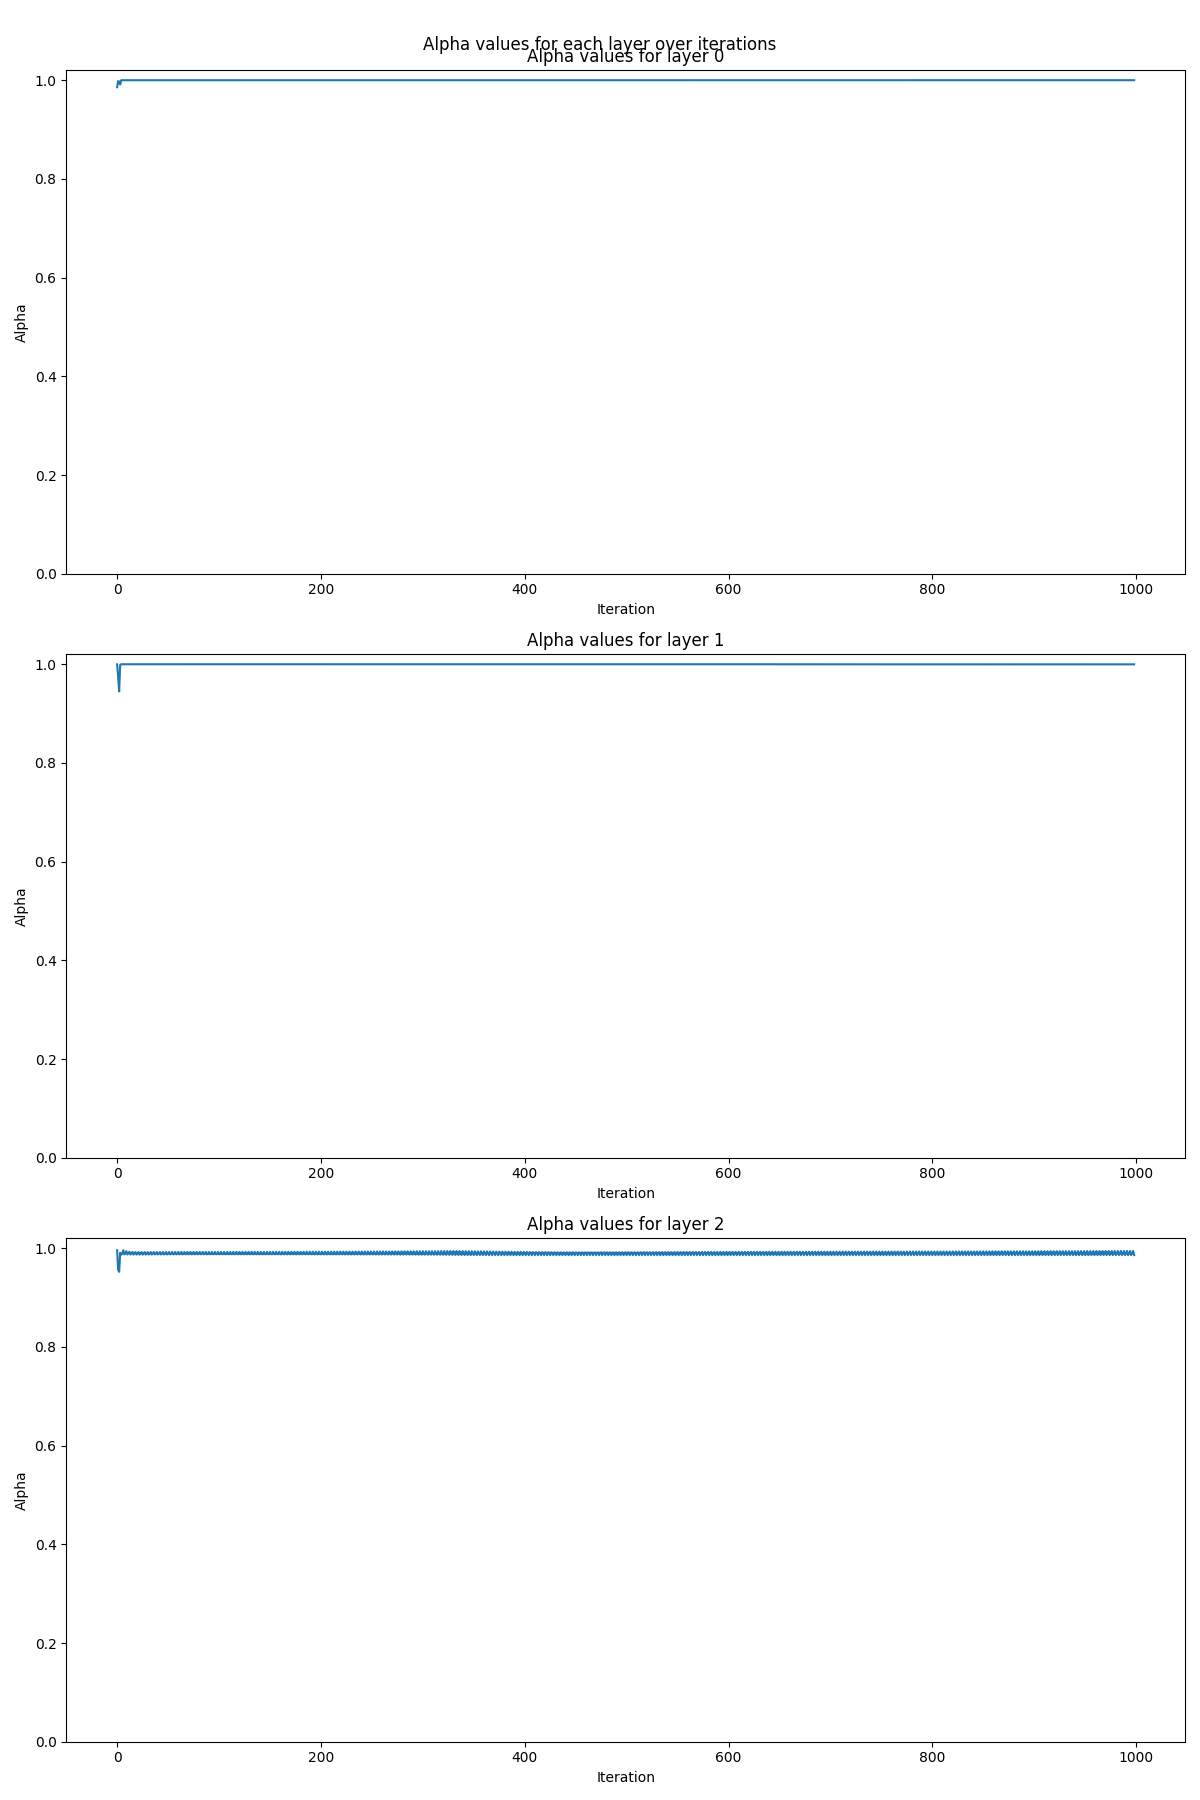 Alpha values for each layer over iterations
Alpha values for layer 0
1.0
0.8
0.6
0.4
0.2
0.0
Alpha
0 200 400 600 800 1000
Iteration
Alpha values for layer 1
1.0
0.8
0.6
0.4
0.2
0.0
Alpha
0 200 400 600 800 1000
Iteration
Alpha values for layer 2
1.0
0.8
0.6
0.4
0.2
0.0
Alpha
0 200 400 600 800 1000
Iteration